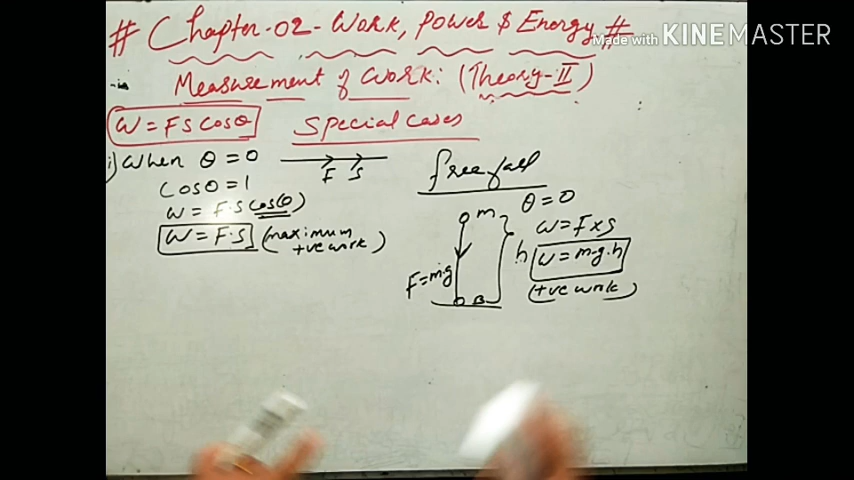 # Chapter-02-Work, Power & Energy #
Made with KINEMASTER
Measurement of Work: (Theory-II)
W = FS Cosθ
Special Cases
i) When θ = 0
F S
Cosθ = 1
W = F·S Cos(0)
W = F·S (maximum +ve work)
free fall
θ = 0
m
W = F×S
h
W = m·g·h
F = mg
(+ve work)
B